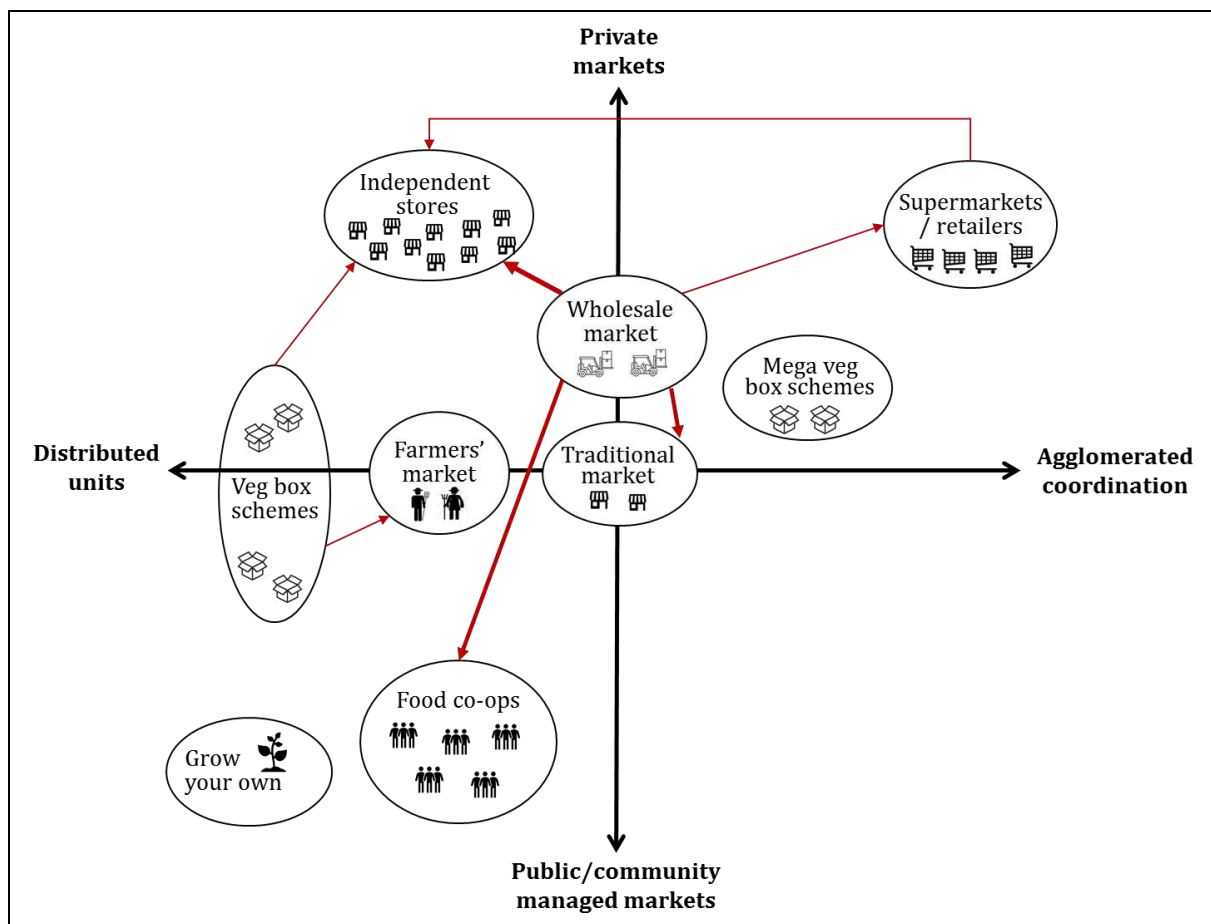 Private
markets
Independent
stores
Supermarkets
/ retailers
Wholesale
market
Mega veg
box schemes
Distributed
units
Veg box
schemes
Farmers’
market
Traditional
market
Agglomerated
coordination
Food co-ops
Grow
your own
Public/community
managed markets